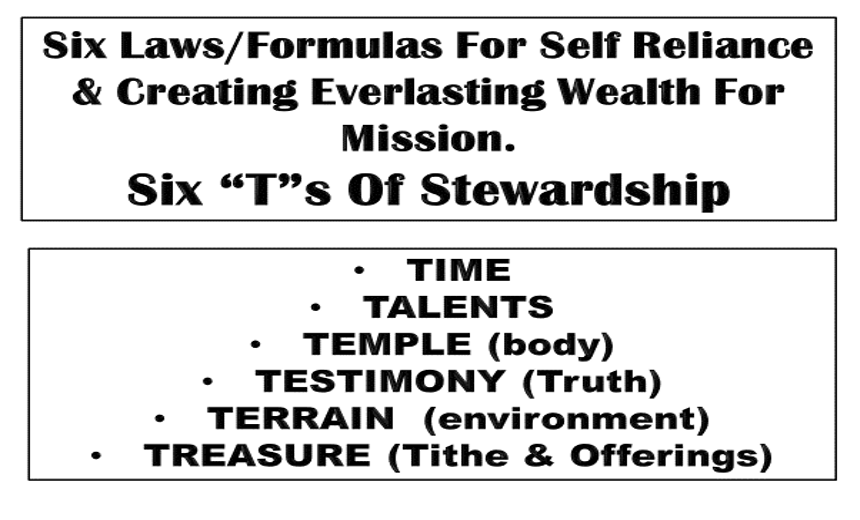 Six Laws/Formulas For Self Reliance
& Creating Everlasting Wealth For
Mission.
Six “T”s Of Stewardship
• TIME
• TALENTS
• TEMPLE (body)
• TESTIMONY (Truth)
• TERRAIN (environment)
• TREASURE (Tithe & Offerings)